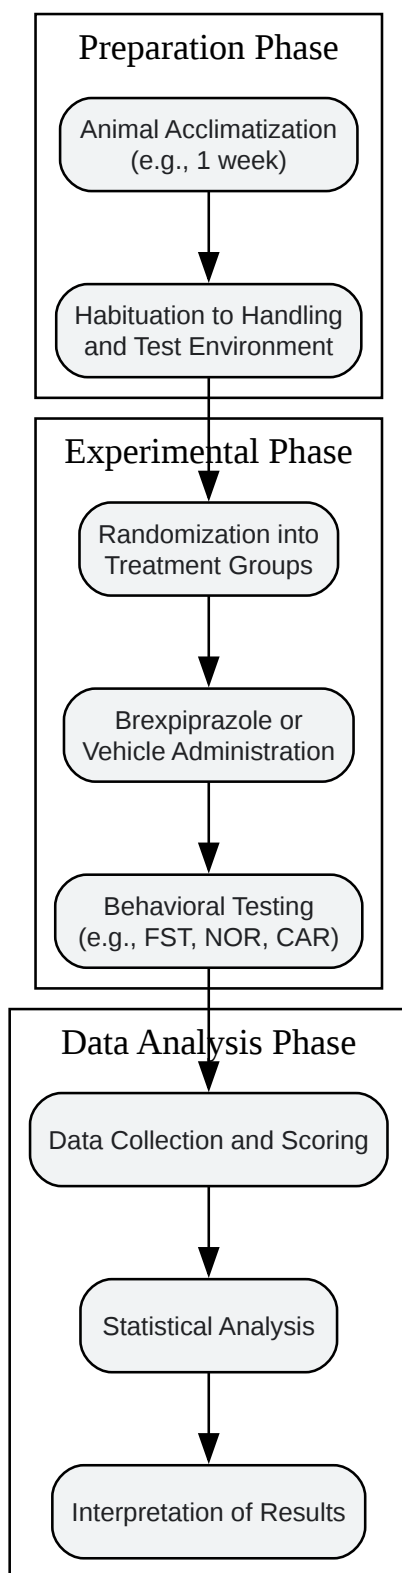 Preparation Phase
Animal Acclimatization
(e.g., 1 week)
Habituation to Handling
and Test Environment
Experimental Phase
Randomization into
Treatment Groups
Brexpiprazole or
Vehicle Administration
Behavioral Testing
(e.g., FST, NOR, CAR)
Data Analysis Phase
Data Collection and Scoring
Statistical Analysis
Interpretation of Results